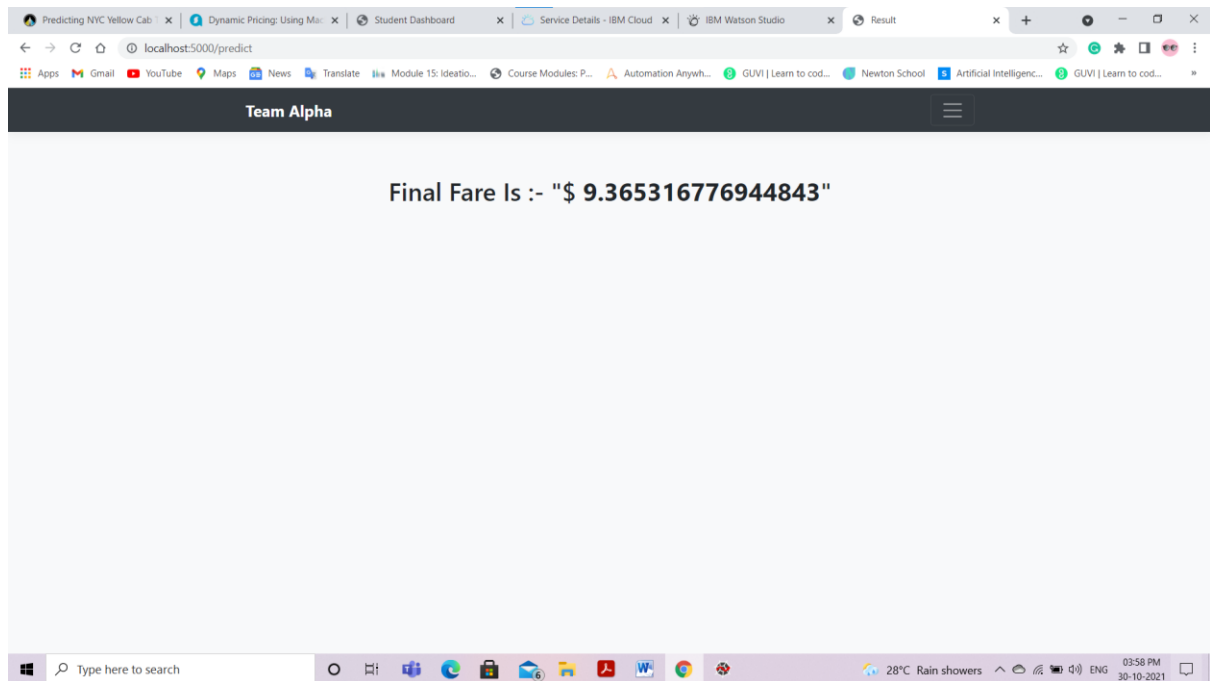 Predicting NYC Yellow Cab T
Dynamic Pricing: Using Mac
Student Dashboard
Service Details - IBM Cloud
IBM Watson Studio
Result
localhost:5000/predict
Apps
Gmail
YouTube
Maps
News
Translate
Module 15: Ideatio...
Course Modules: P...
Automation Anywh...
GUVI | Learn to cod...
Newton School
Artificial Intelligenc...
GUVI | Learn to cod...
Team Alpha
Final Fare Is :- "$ 9.365316776944843"
Type here to search
6
28°C Rain showers
ENG
03:58 PM
30-10-2021